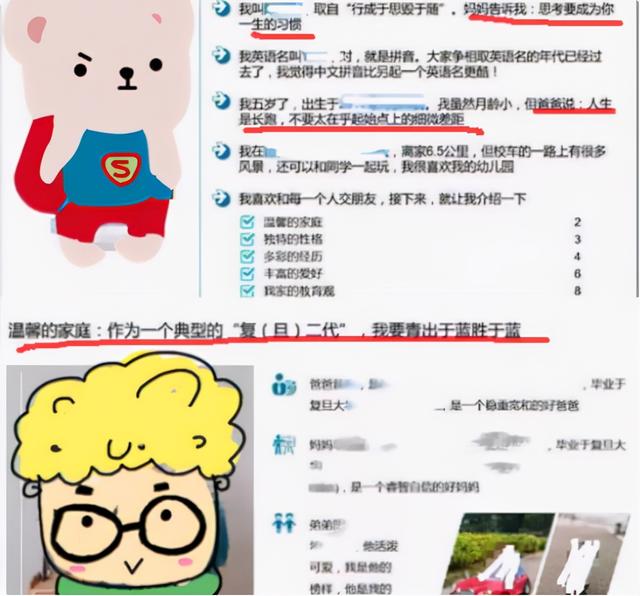 我叫 ，取自“行成于思毁于随”。妈妈告诉我：思考要成为你
一生的习惯
我英语名叫 ，对，就是拼音。大家争相取英语名的年代已经过
去了，我觉得中文拼音比另起一个英语名更酷！
我五岁了，出生于 。我虽然月龄小，但爸爸说：人生
是长跑，不要太在乎起始点上的细微差距
我在 ，离家6.5公里，但校车的一路上有很多
风景，还可以和同学一起玩，我很喜欢我的幼儿园
我喜欢和每一个人交朋友，接下来，就让我介绍一下
温馨的家庭 2
独特的性格 3
多彩的经历 4
丰富的爱好 6
我家的教育观 8
S
温馨的家庭：作为一个典型的“复（旦）二代”，我要青出于蓝胜于蓝
爸爸 ，毕业于
复旦大 ，是一个稳重宽和的好爸爸
妈妈 ，毕业于复旦大
），是一个睿智自信的好妈妈
弟弟
他活泼
可爱，我是他的
榜样，他是我的